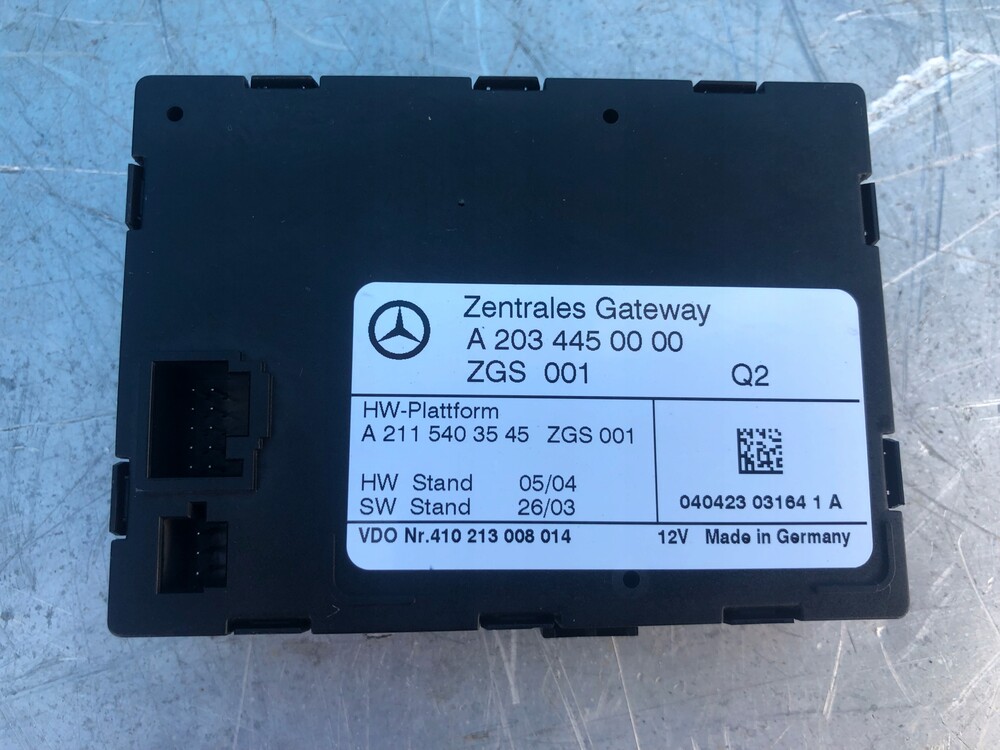 Zentrales Gateway
A 203 445 00 00
ZGS 001 Q2
HW-Plattform
A 211 540 35 45 ZGS 001
HW Stand 05/04
SW Stand 26/03
040423 03164 1 A
VDO Nr.410 213 008 014 12V Made in Germany